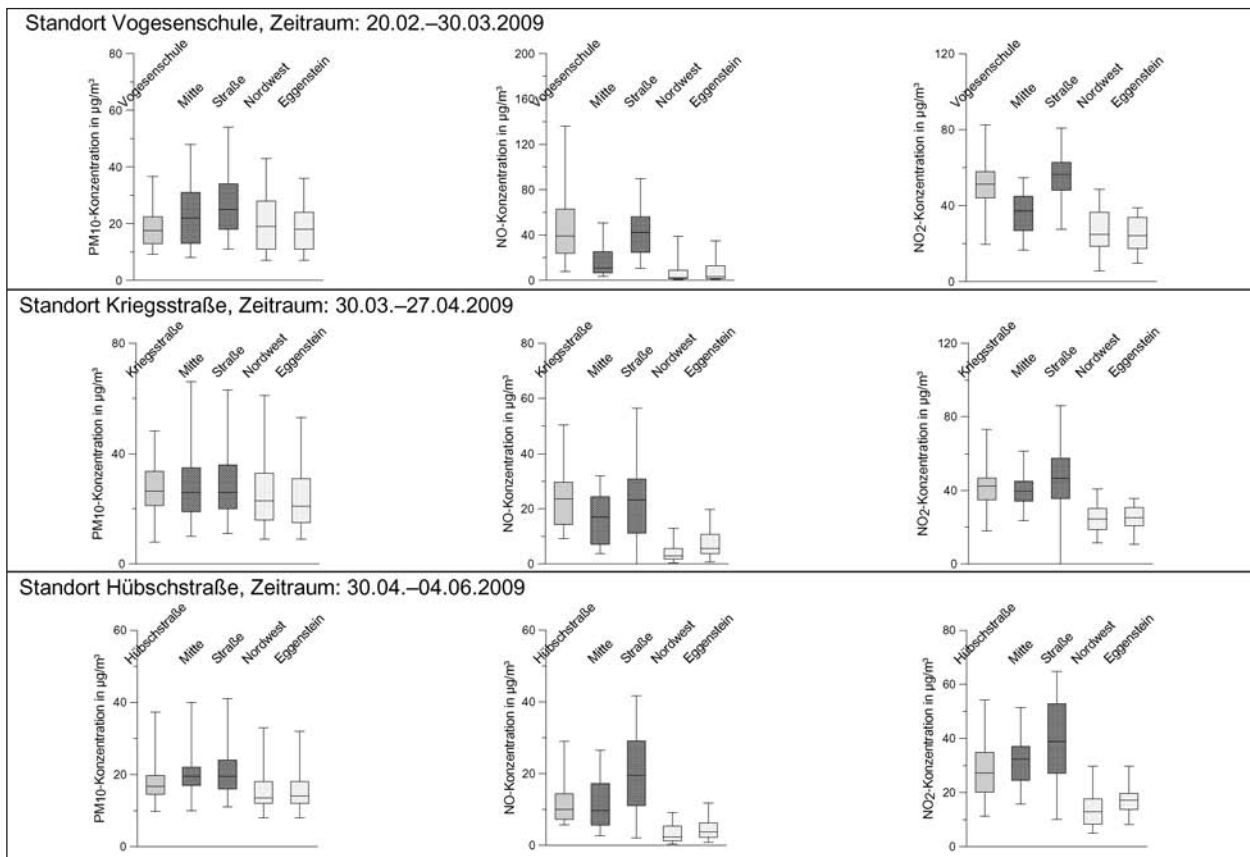 Standort Vogesenschule, Zeitraum: 20.02.–30.03.2009
PM10-Konzentration in µg/m³
80
60
40
20
0
Vogesenschule
Mitte
Straße
Nordwest
Eggenstein
NO-Konzentration in µg/m³
200
160
120
80
40
0
Vogesenschule
Mitte
Straße
Nordwest
Eggenstein
NO2-Konzentration in µg/m³
120
80
40
0
Vogesenschule
Mitte
Straße
Nordwest
Eggenstein
Standort Kriegsstraße, Zeitraum: 30.03.–27.04.2009
PM10-Konzentration in µg/m³
80
40
0
Kriegsstraße
Mitte
Straße
Nordwest
Eggenstein
NO-Konzentration in µg/m³
80
60
40
20
0
Kriegsstraße
Mitte
Straße
Nordwest
Eggenstein
NO2-Konzentration in µg/m³
120
80
40
0
Kriegsstraße
Mitte
Straße
Nordwest
Eggenstein
Standort Hübschstraße, Zeitraum: 30.04.–04.06.2009
PM10-Konzentration in µg/m³
60
40
20
0
Hübschstraße
Mitte
Straße
Nordwest
Eggenstein
NO-Konzentration in µg/m³
60
40
20
0
Hübschstraße
Mitte
Straße
Nordwest
Eggenstein
NO2-Konzentration in µg/m³
80
60
40
20
0
Hübschstraße
Mitte
Straße
Nordwest
Eggenstein